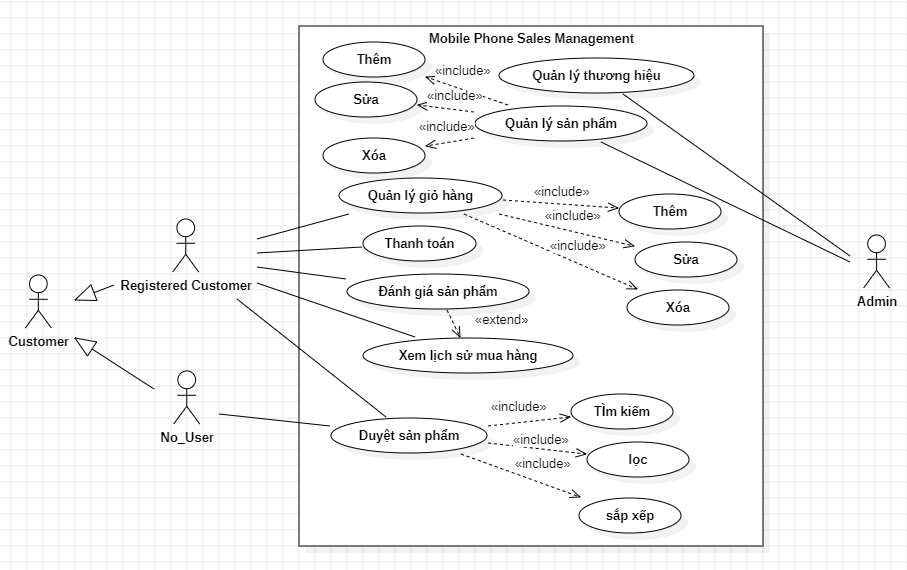 Mobile Phone Sales Management
Thêm
«include»
Quản lý thương hiệu
Sửa
«include»
Quản lý sản phẩm
«include»
Xóa
Quản lý giỏ hàng
«include»
Thêm
«include»
Thanh toán
«include»
Sửa
Registered Customer
Đánh giá sản phẩm
Xóa
Admin
«extend»
Customer
Xem lịch sử mua hàng
«include»
TÌm kiếm
No_User
Duyệt sản phẩm
«include»
lọc
«include»
sắp xếp